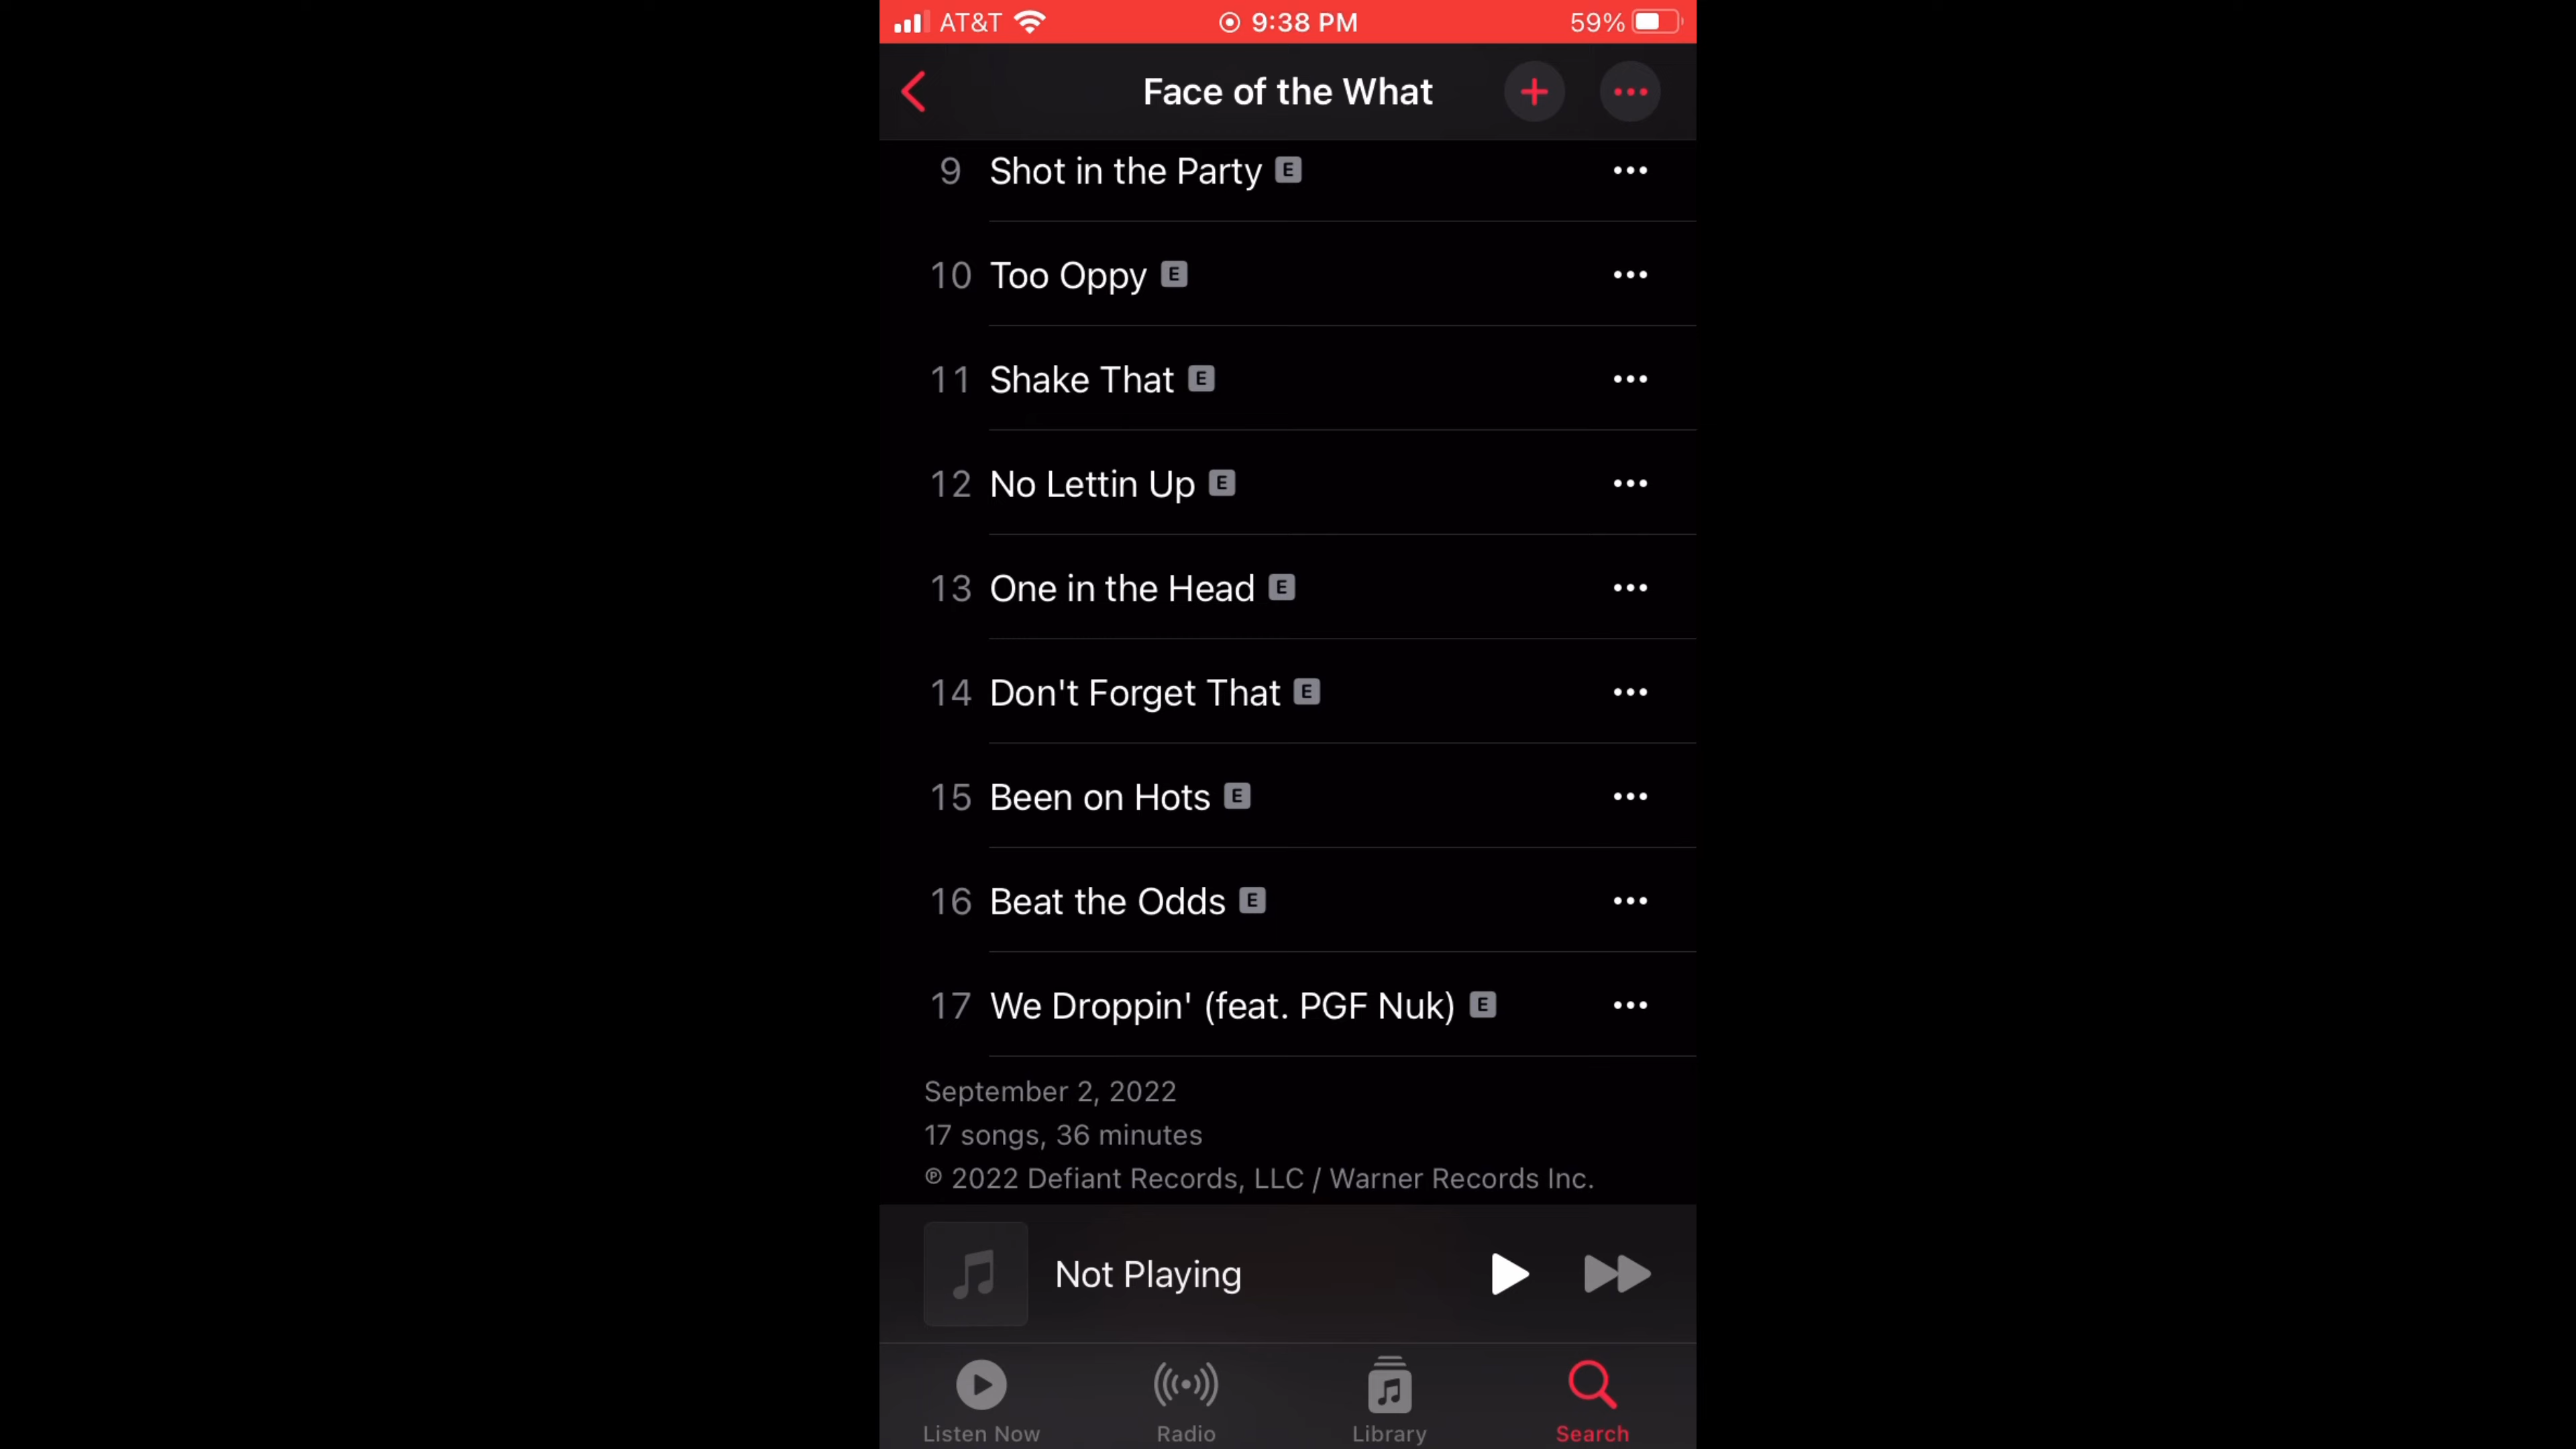 AT&T 9:38 PM 59%
Face of the What
9 Shot in the Party E
10 Too Oppy E
11 Shake That E
12 No Lettin Up E
13 One in the Head E
14 Don't Forget That E
15 Been on Hots E
16 Beat the Odds E
17 We Droppin' (feat. PGF Nuk) E
September 2, 2022
17 songs, 36 minutes
℗ 2022 Defiant Records, LLC / Warner Records Inc.
Not Playing
Listen Now Radio Library Search